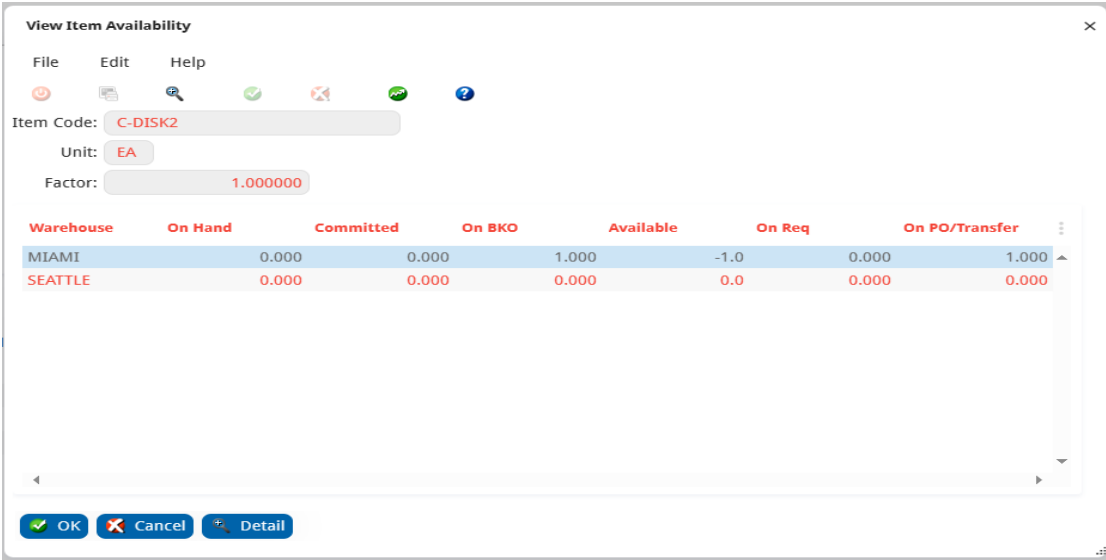 View Item Availability
File Edit Help
Item Code: C-DISK2
Unit: EA
Factor: 1.000000
Warehouse On Hand Committed On BKO Available On Req On PO/Transfer
MIAMI 0.000 0.000 1.000 -1.0 0.000 1.000
SEATTLE 0.000 0.000 0.000 0.0 0.000 0.000
OK Cancel Detail